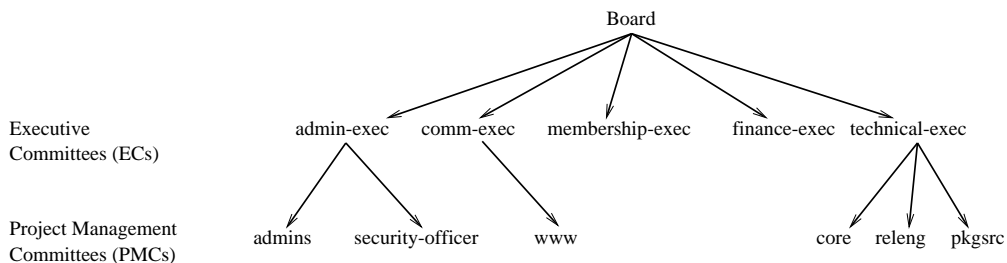 Board
Executive
Committees (ECs)
admin-exec comm-exec membership-exec finance-exec technical-exec
Project Management
Committees (PMCs)
admins security-officer www core releng pkgsrc